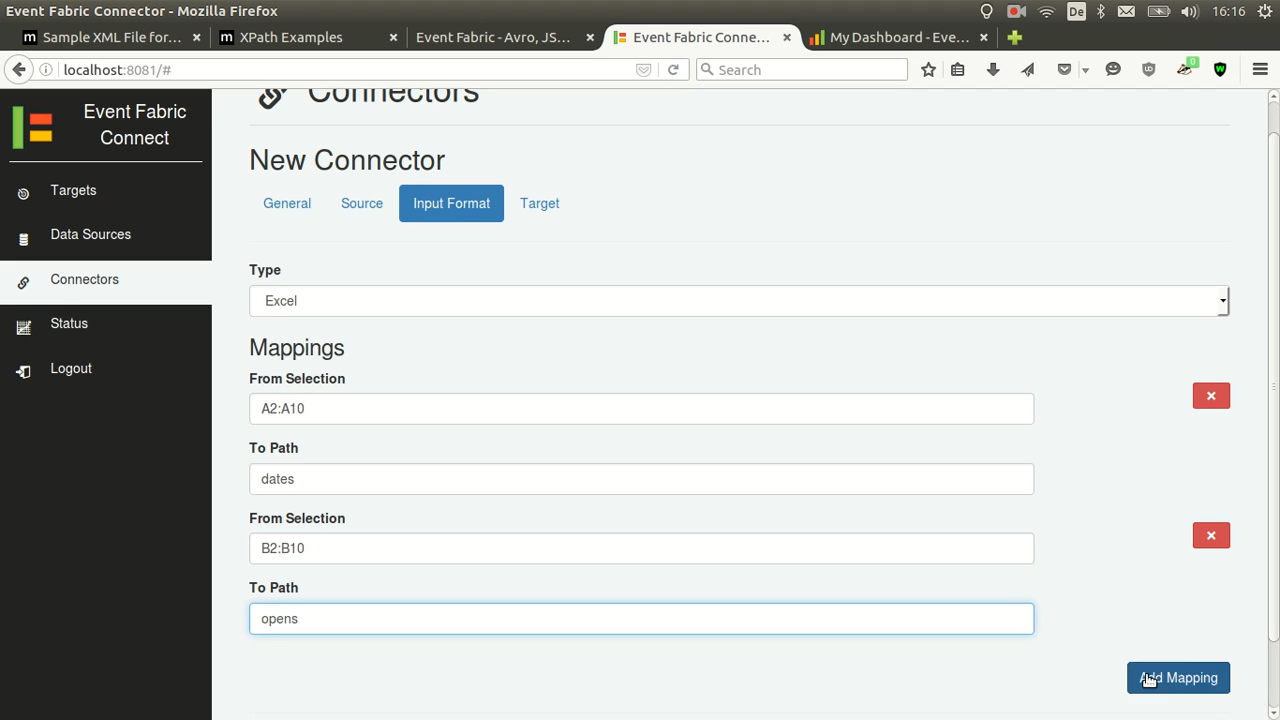 Event Fabric Connector - Mozilla Firefox
De
16:16
Sample XML File for...
XPath Examples
Event Fabric - Avro, JS...
Event Fabric Conne...
My Dashboard - Eve...
localhost:8081/#
Search
0
Event Fabric
Connect
Targets
Data Sources
Connectors
Status
Logout
Connectors
New Connector
General
Source
Input Format
Target
Type
Excel
Mappings
From Selection
A2:A10
To Path
dates
From Selection
B2:B10
To Path
opens
Add Mapping